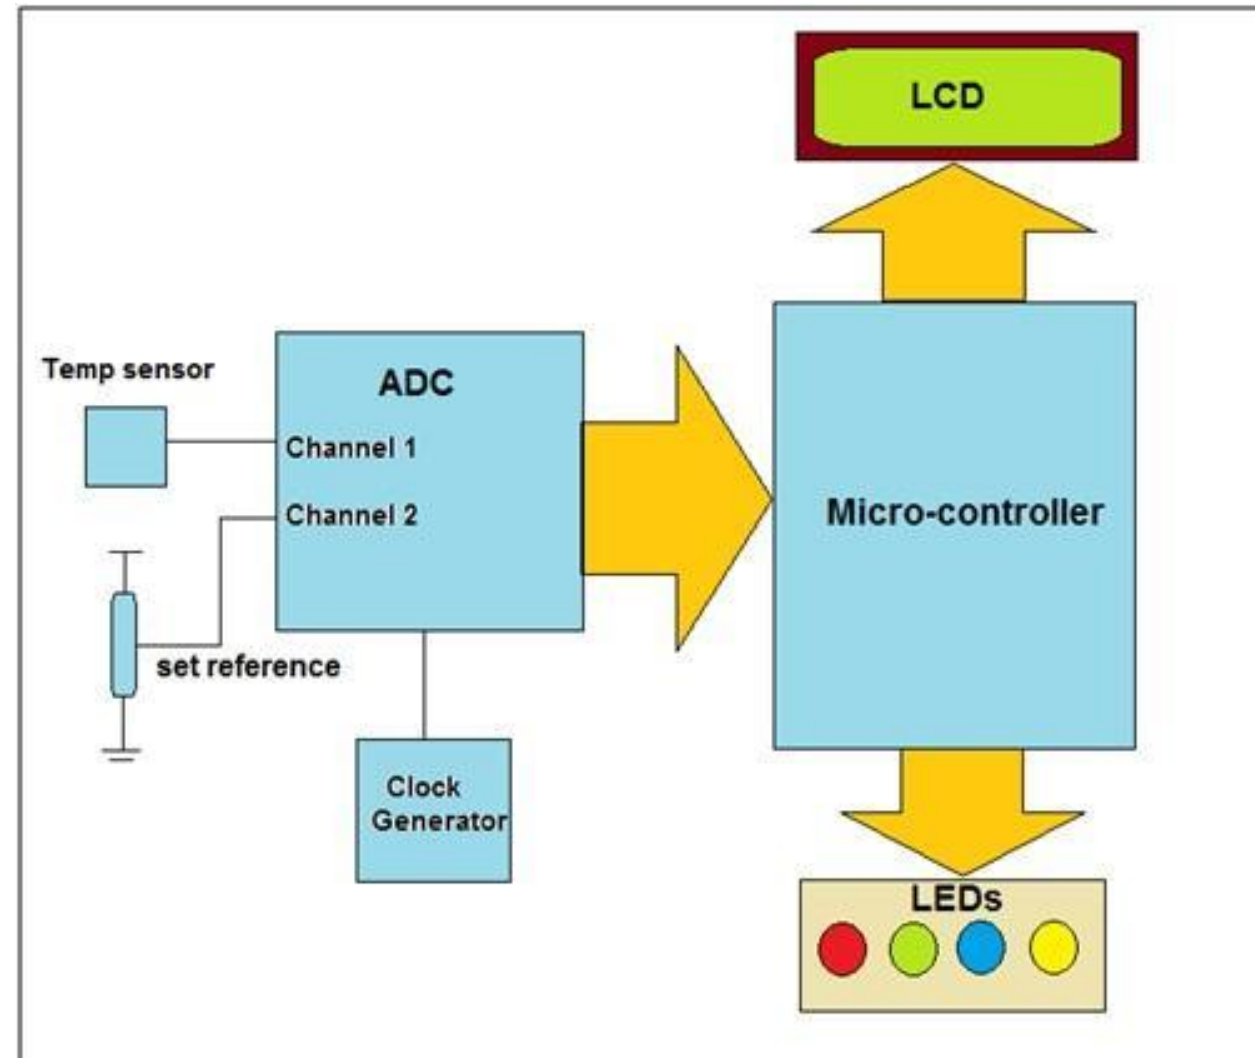 LCD
Temp sensor
ADC
Channel 1
Channel 2
Micro-controller
set reference
Clock
Generator
LEDs